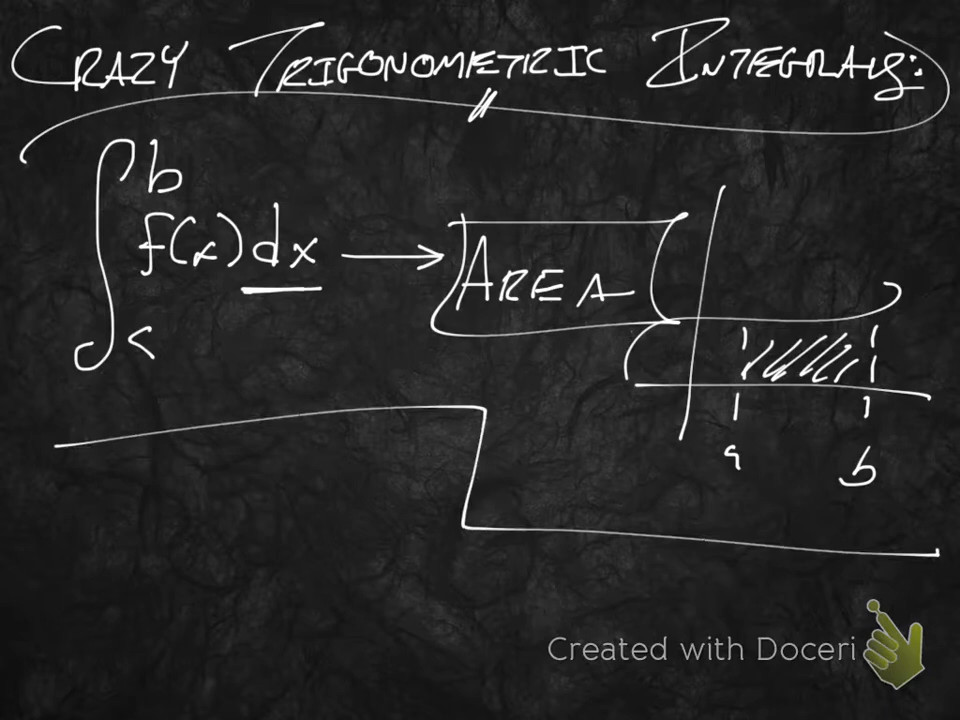 CRAZY TRIGONOMETRIC INTEGRALS:
b
f(x) dx
AREA
a
b
Created with Doceri